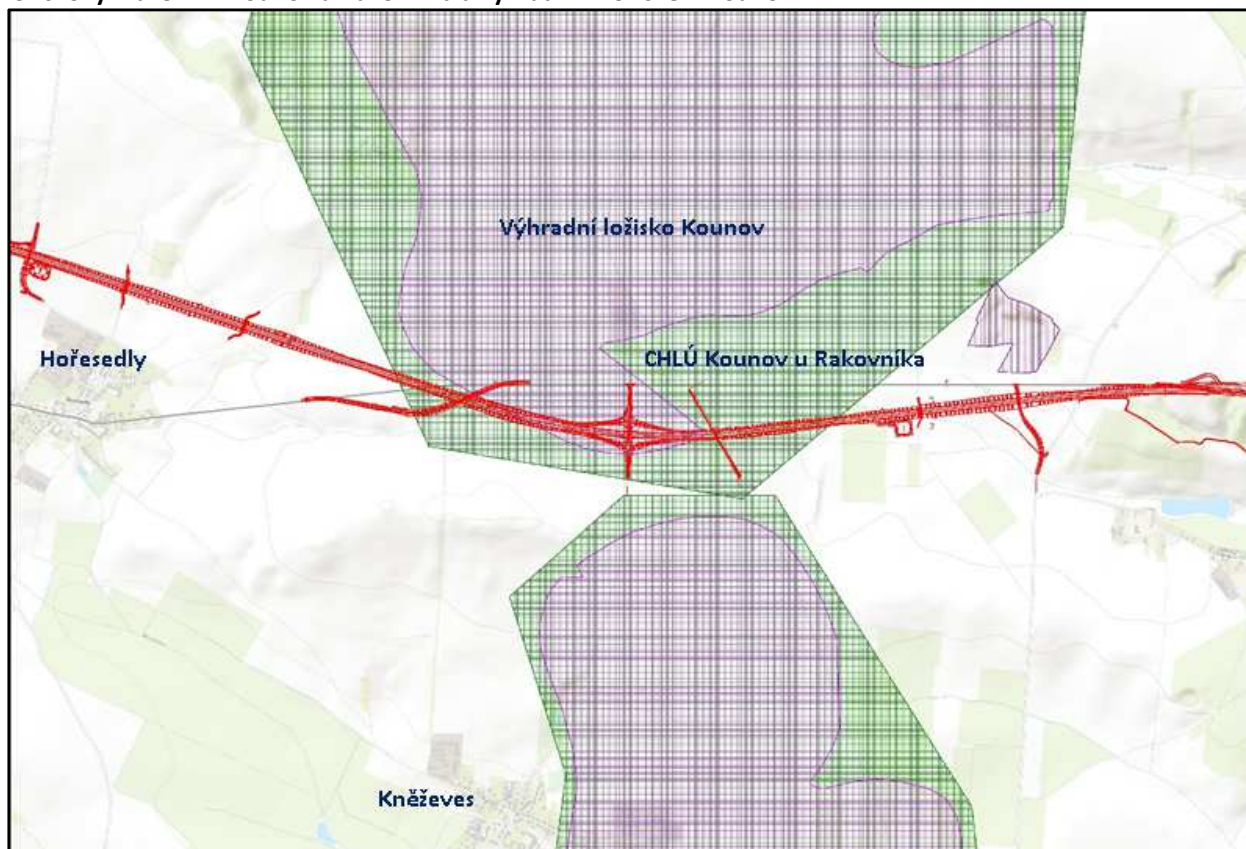 Výhradní ložisko Kounov
Hořesedly
CHLÚ Kounov u Rakovníka
Kněževes